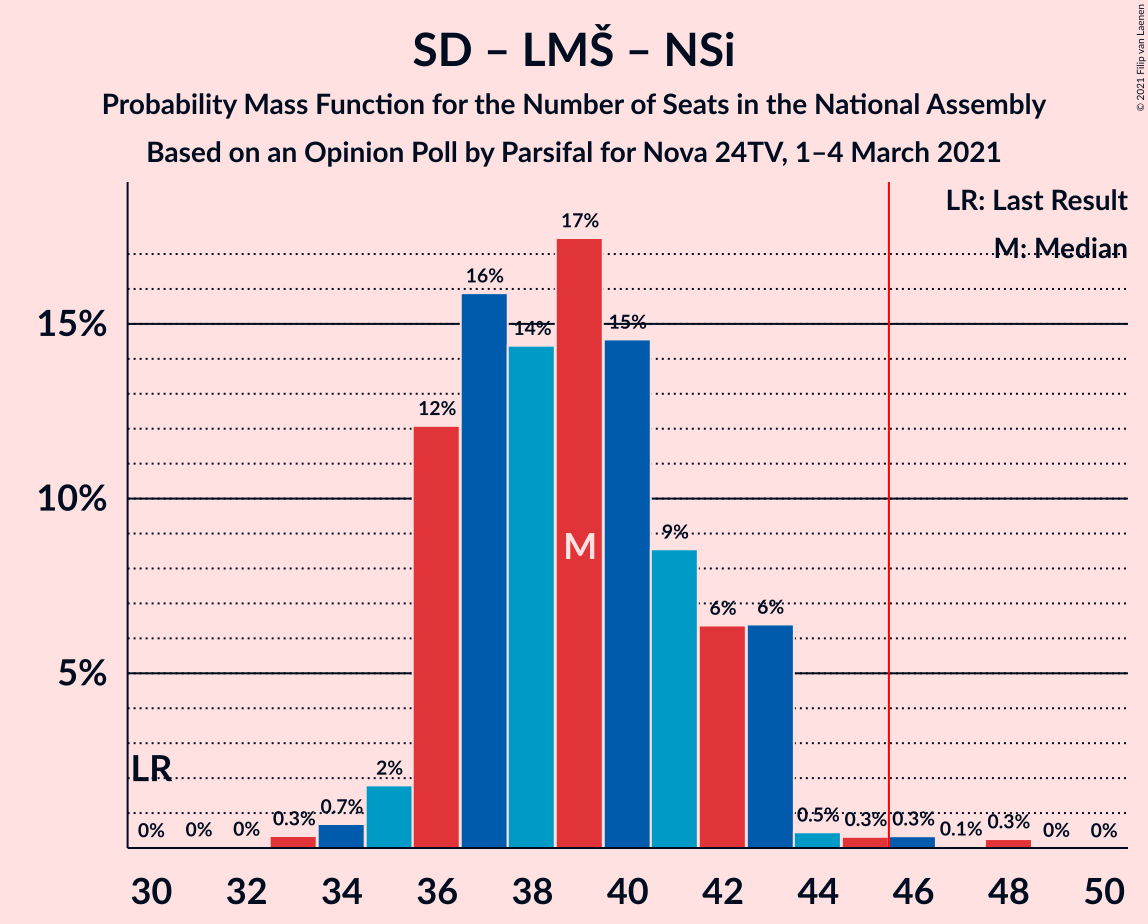 SD – LMŠ – NSi
Probability Mass Function for the Number of Seats in the National Assembly
Based on an Opinion Poll by Parsifal for Nova 24TV, 1–4 March 2021
© 2021 Filip van Laenen
LR: Last Result
M: Median
15%
10%
5%
LR
M
0%
0%
0%
0.3%
0.7%
2%
12%
16%
14%
17%
15%
9%
6%
6%
0.5%
0.3%
0.3%
0.1%
0.3%
0%
0%
30 32 34 36 38 40 42 44 46 48 50